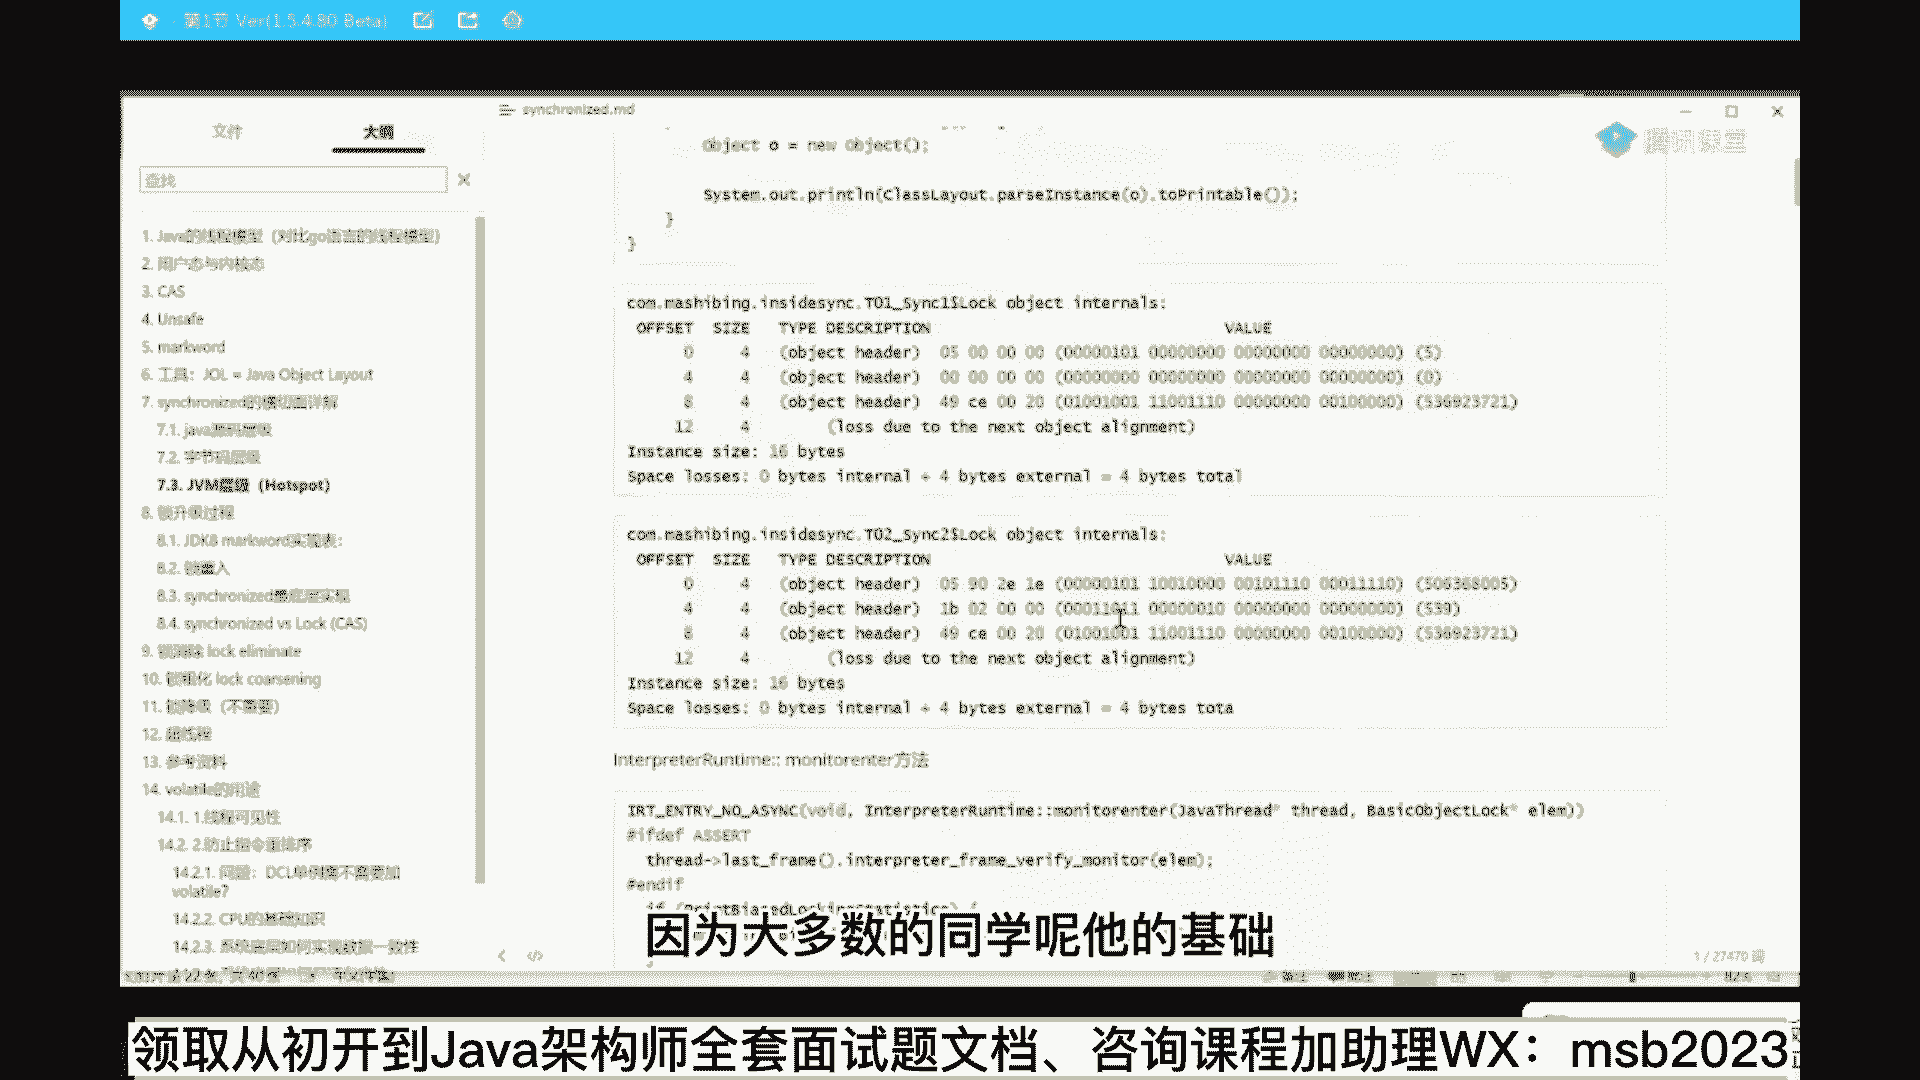 第1节 Ver(1.5.4.80 Beta)
synchronized.md
文件 大纲
腾讯课堂
查找
1. Java的线程模型（对比go语言的线程模型）
2. 用户态与内核态
3. CAS
4. Unsafe
5. markword
6. 工具：JOL = Java Object Layout
7. synchronized的横切面详解
7.1. java源码层级
7.2. 字节码层级
7.3. JVM层级（Hotspot）
8. 锁升级过程
8.1. JDK8 markword实现表：
8.2. 锁重入
8.3. synchronized最底层实现
8.4. synchronized vs Lock (CAS)
9. 锁消除 lock eliminate
10. 锁粗化 lock coarsening
11. 锁降级（不重要）
12. 超线程
13. 参考资料
14. volatile的用途
14.1. 1.线程可见性
14.2. 2.防止指令重排序
14.2.1. 问题：DCL单例需不需要加
volatile?
14.2.2. CPU的基础知识
14.2.3. 系统底层如何实现数据一致性
Object o = new Object();
System.out.println(ClassLayout.parseInstance(o).toPrintable());
}
}
com.mashibing.insidesync.T01_Sync1$Lock object internals:
OFFSET SIZE TYPE DESCRIPTION VALUE
0 4 (object header) 05 00 00 00 (00000101 00000000 00000000 00000000) (5)
4 4 (object header) 00 00 00 00 (00000000 00000000 00000000 00000000) (0)
8 4 (object header) 49 ce 00 20 (01001001 11001110 00000000 00100000) (536923721)
12 4 (loss due to the next object alignment)
Instance size: 16 bytes
Space losses: 0 bytes internal + 4 bytes external = 4 bytes total
com.mashibing.insidesync.T02_Sync2$Lock object internals:
OFFSET SIZE TYPE DESCRIPTION VALUE
0 4 (object header) 05 90 2e 1e (00000101 10010000 00101110 00011110) (506368005)
4 4 (object header) 1b 02 00 00 (00011011 00000010 00000000 00000000) (539)
8 4 (object header) 49 ce 00 20 (01001001 11001110 00000000 00100000) (536923721)
12 4 (loss due to the next object alignment)
Instance size: 16 bytes
Space losses: 0 bytes internal + 4 bytes external = 4 bytes tota
InterpreterRuntime:: monitorenter方法
IRT_ENTRY_NO_ASYNC(void, InterpreterRuntime::monitorenter(JavaThread* thread, BasicObjectLock* elem))
#ifdef ASSERT
thread->last_frame().interpreter_frame_verify_monitor(elem);
#endif
if (PrintBiasedLockingStatistics) {
因为大多数的同学呢他的基础
1 / 27470 词
82%
领取从初开到Java架构师全套面试题文档、咨询课程加助理WX：msb2023